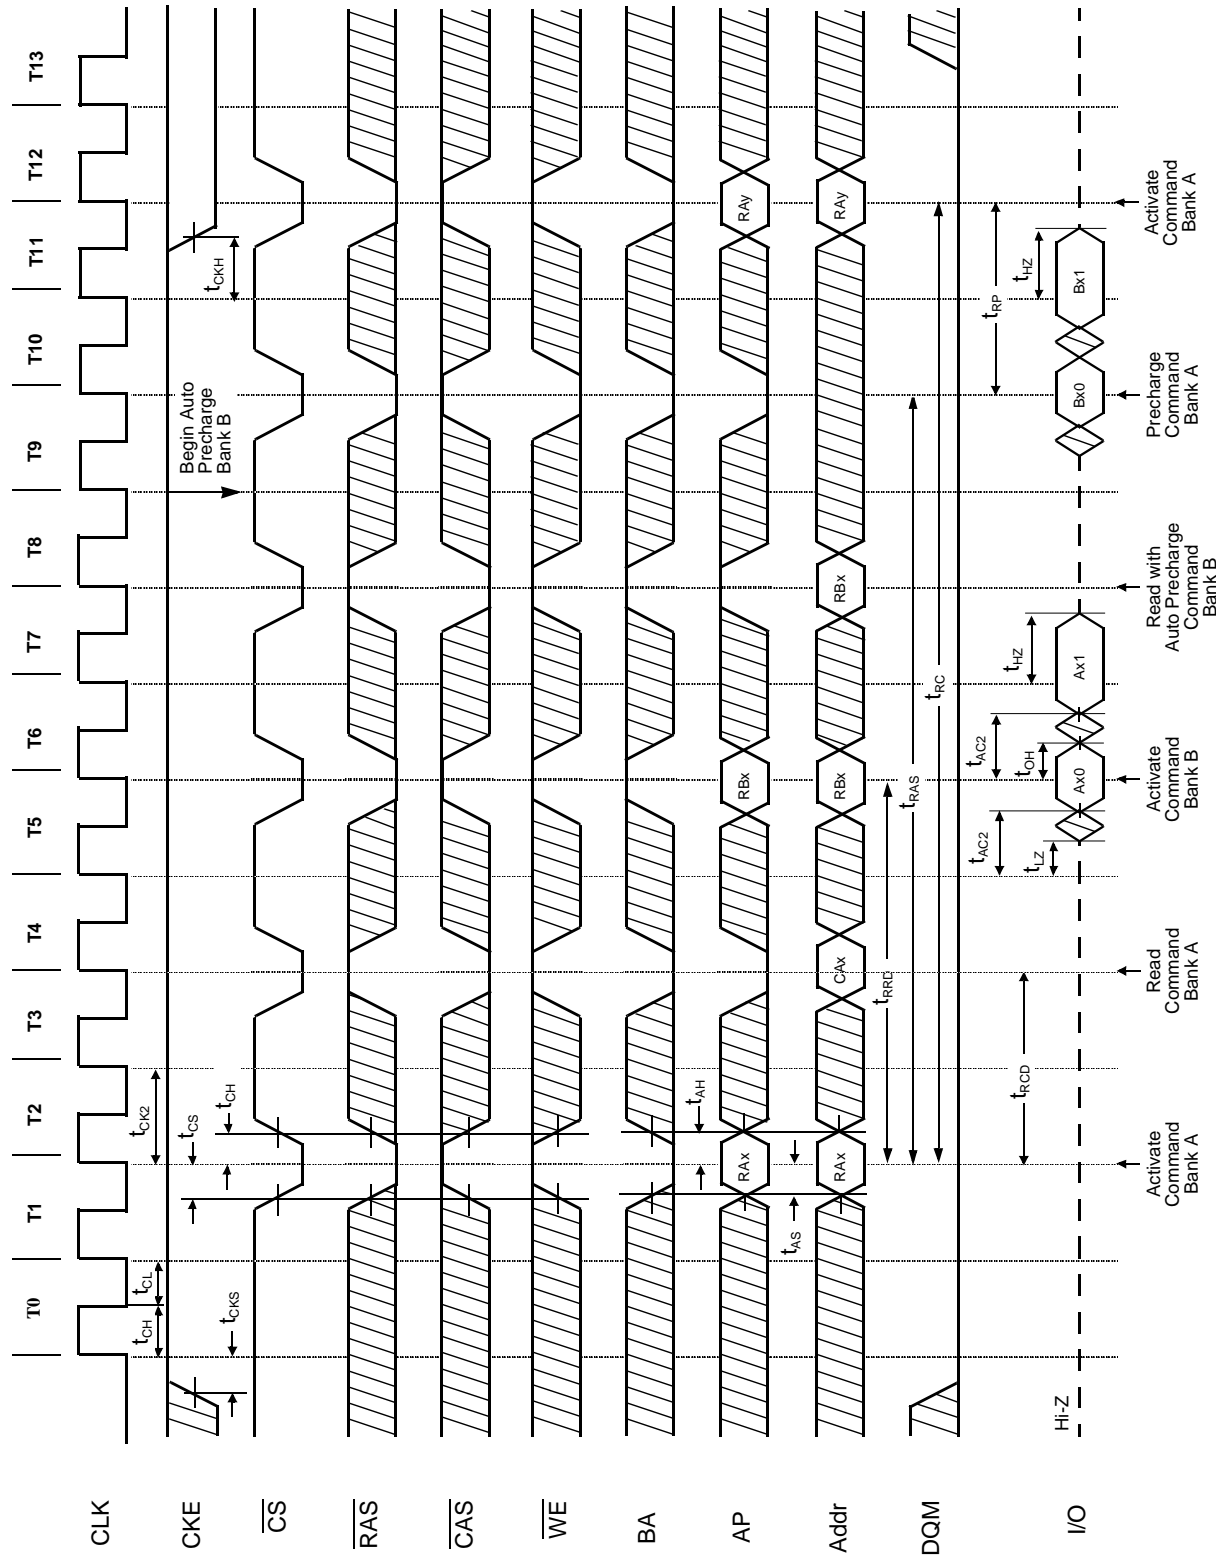 T0 T1 T2 T3 T4 T5 T6 T7 T8 T9 T10 T11 T12 T13
CLK
tCH tCL tCK2
CKE
tCKS tCS tCH
Begin Auto
Precharge
Bank B
tCKH
CS
RAS
CAS
WE
BA
tAH
AP
RAx RBx RAy
tAS
Addr
RAx CAx RBx RBx RAy
tRRD
tRAS
tRC
DQM
tRCD
tAC2 tAC2
tLZ tOH
tHZ
tRP
tHZ
Hi-Z
I/O
Ax0 Ax1 Bx0 Bx1
Activate
Command
Bank A
Read
Command
Bank A
Activate
Command
Bank B
Read with
Auto Precharge
Command
Bank B
Precharge
Command
Bank A
Activate
Command
Bank A